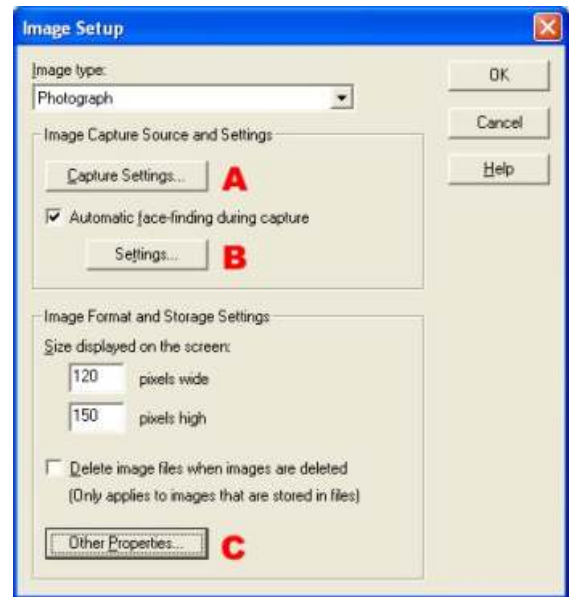 Image Setup
Image type:
Photograph
OK
Cancel
Help
Image Capture Source and Settings
Capture Settings... A
Automatic face-finding during capture
Settings... B
Image Format and Storage Settings
Size displayed on the screen:
120 pixels wide
150 pixels high
Delete image files when images are deleted
(Only applies to images that are stored in files)
Other Properties... C